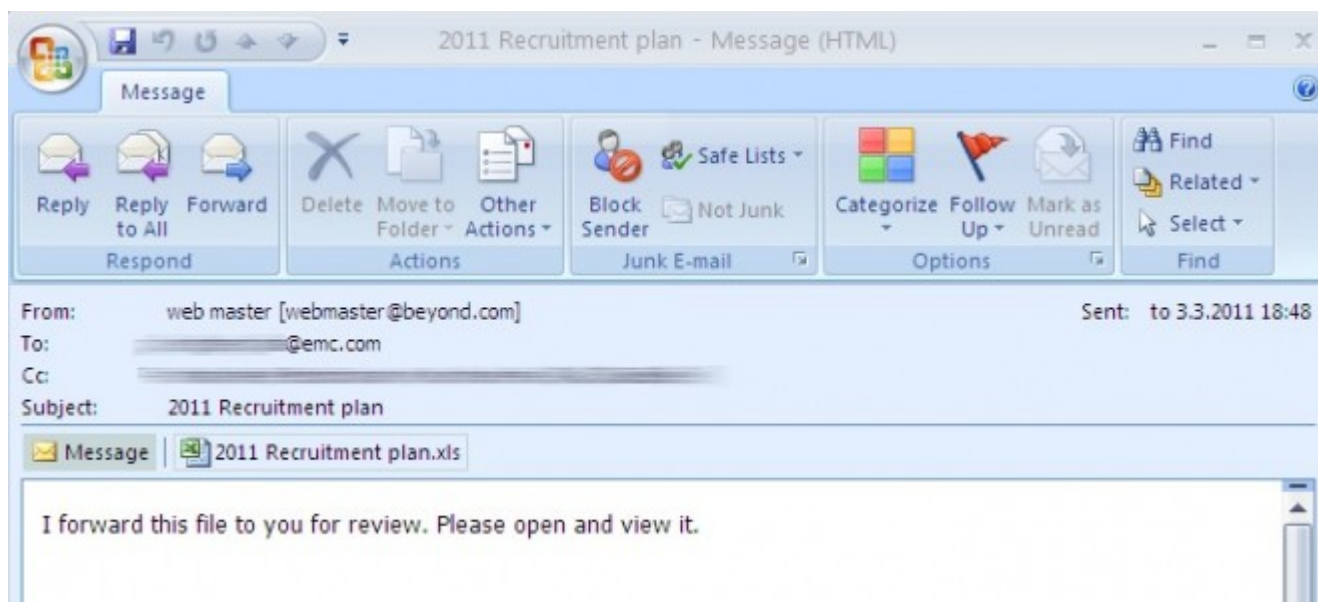 2011 Recruitment plan - Message (HTML)
Message
Reply Reply to All Forward Delete Move to Folder Other Actions Block Sender Safe Lists Not Junk Categorize Follow Up Mark as Unread Find Related Select
Respond Actions Junk E-mail Options Find
From: web master [webmaster@beyond.com] Sent: to 3.3.2011 18:48
To: @emc.com
Cc:
Subject: 2011 Recruitment plan
Message 2011 Recruitment plan.xls
I forward this file to you for review. Please open and view it.